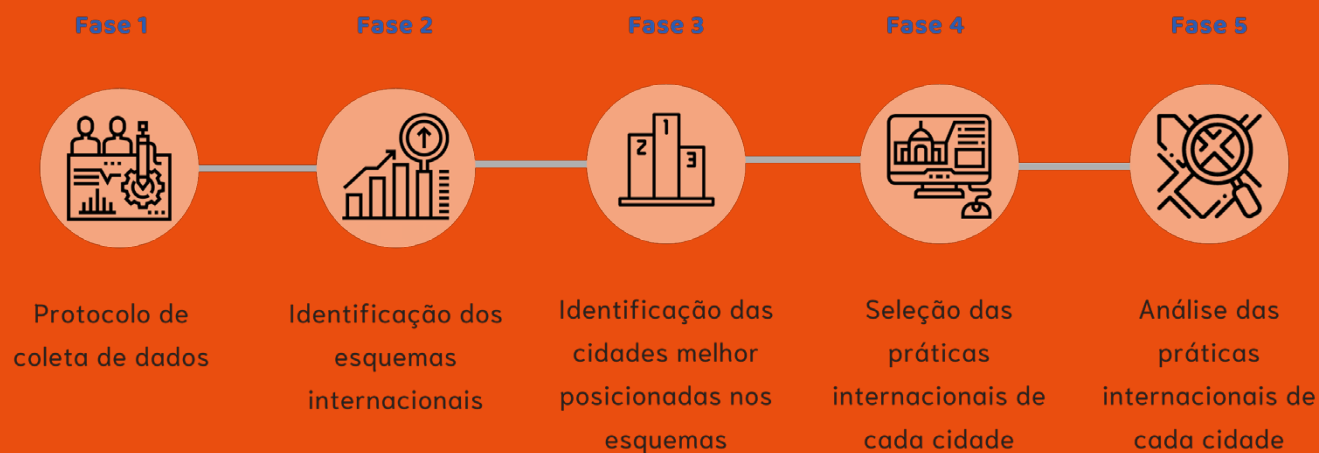 Fase 1
Fase 2
Fase 3
Fase 4
Fase 5
2
1
3
Protocolo de
coleta de dados
Identificação dos
esquemas
internacionais
Identificação das
cidades melhor
posicionadas nos
esquemas
Seleção das
práticas
internacionais de
cada cidade
Análise das
práticas
internacionais de
cada cidade